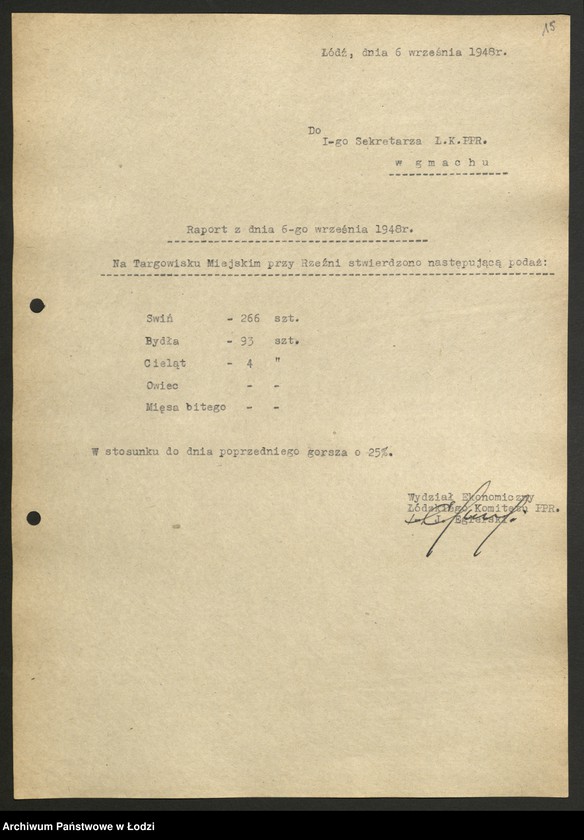 15
Łódź, dnia 6 września 1948r.
Do
I-go Sekretarza Ł.K.PPR.
w gmachu
Raport z dnia 6-go września 1948r.
Na Targowisku Miejskim przy Rzeźni stwierdzono następującą podaż:
Swiń - 266 szt.
Bydła - 93 szt.
Cieląt - 4 "
Owiec - -
Mięsa bitego - -
W stosunku do dnia poprzedniego gorsza o 25%.
Wydział Ekonomiczny
Łódzkiego Komitetu PPR.
Archiwum Państwowe w Łodzi